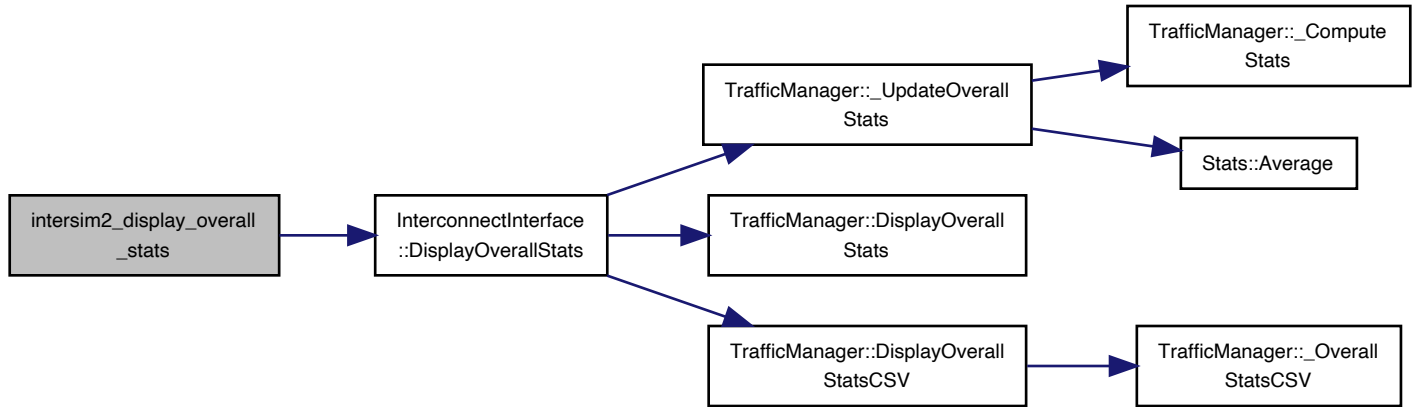 intersim2_display_overall
_stats
InterconnectInterface
::DisplayOverallStats
TrafficManager::_UpdateOverall
Stats
TrafficManager::_Compute
Stats
Stats::Average
TrafficManager::DisplayOverall
Stats
TrafficManager::DisplayOverall
StatsCSV
TrafficManager::_Overall
StatsCSV